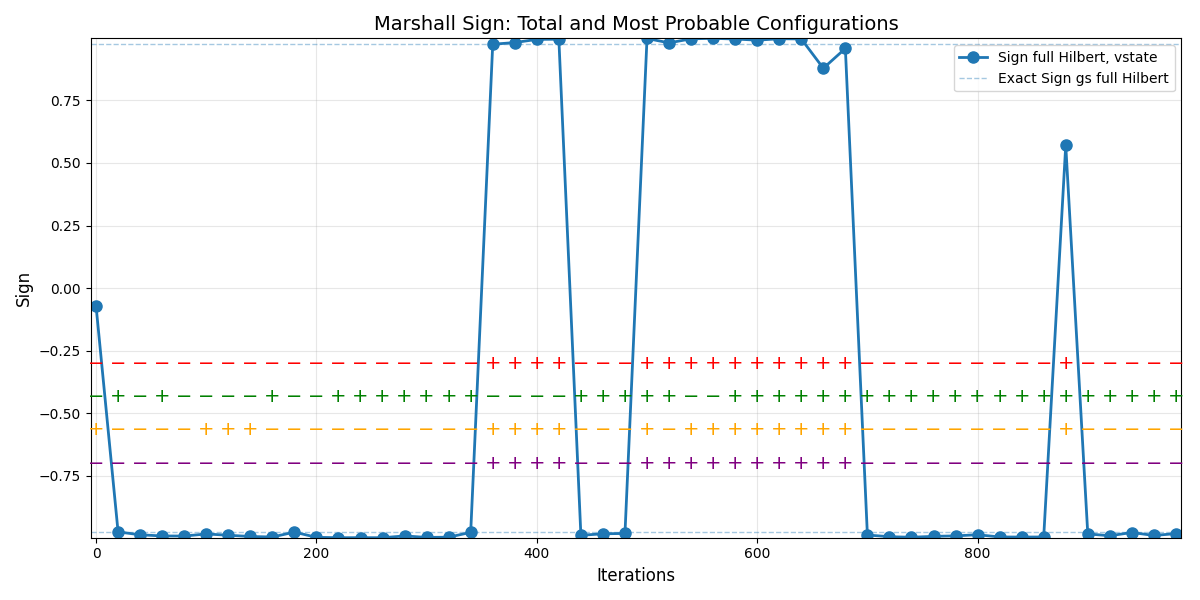 Marshall Sign: Total and Most Probable Configurations
Sign full Hilbert, vstate
Exact Sign gs full Hilbert
Sign
0.75
0.50
0.25
0.00
−0.25
−0.50
−0.75
0
200
400
600
800
Iterations